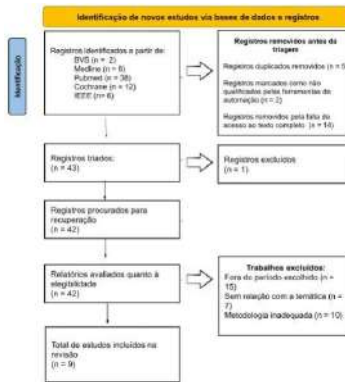 Identificação de novos estudos via bases de dados e registros
Identificação
Registros identificados a partir de:
BVS (n = 2)
Medline (n = 6)
Pubmed (n = 38)
Cochrane (n = 12)
IEEE (n= 6)
Registros removidos antes da
triagem
Registros duplicados removidos (n = 5
Registros marcados como não
qualificados pelas ferramentas de
automação (n = 2)
Registros removidos pela falta de
acesso ao texto completo (n = 14)
Registros triados:
(n = 43)
Registros excluídos
(n = 1)
Registros procurados para
recuperação
(n = 42)
Relatórios avaliados quanto à
elegibilidade
(n = 42)
Trabalhos excluídos:
Fora do período escolhido (n =
15)
Sem relação com a temática (n =
7)
Metodologia inadequada (n = 10)
Total de estudos incluídos na
revisão
(n = 9)